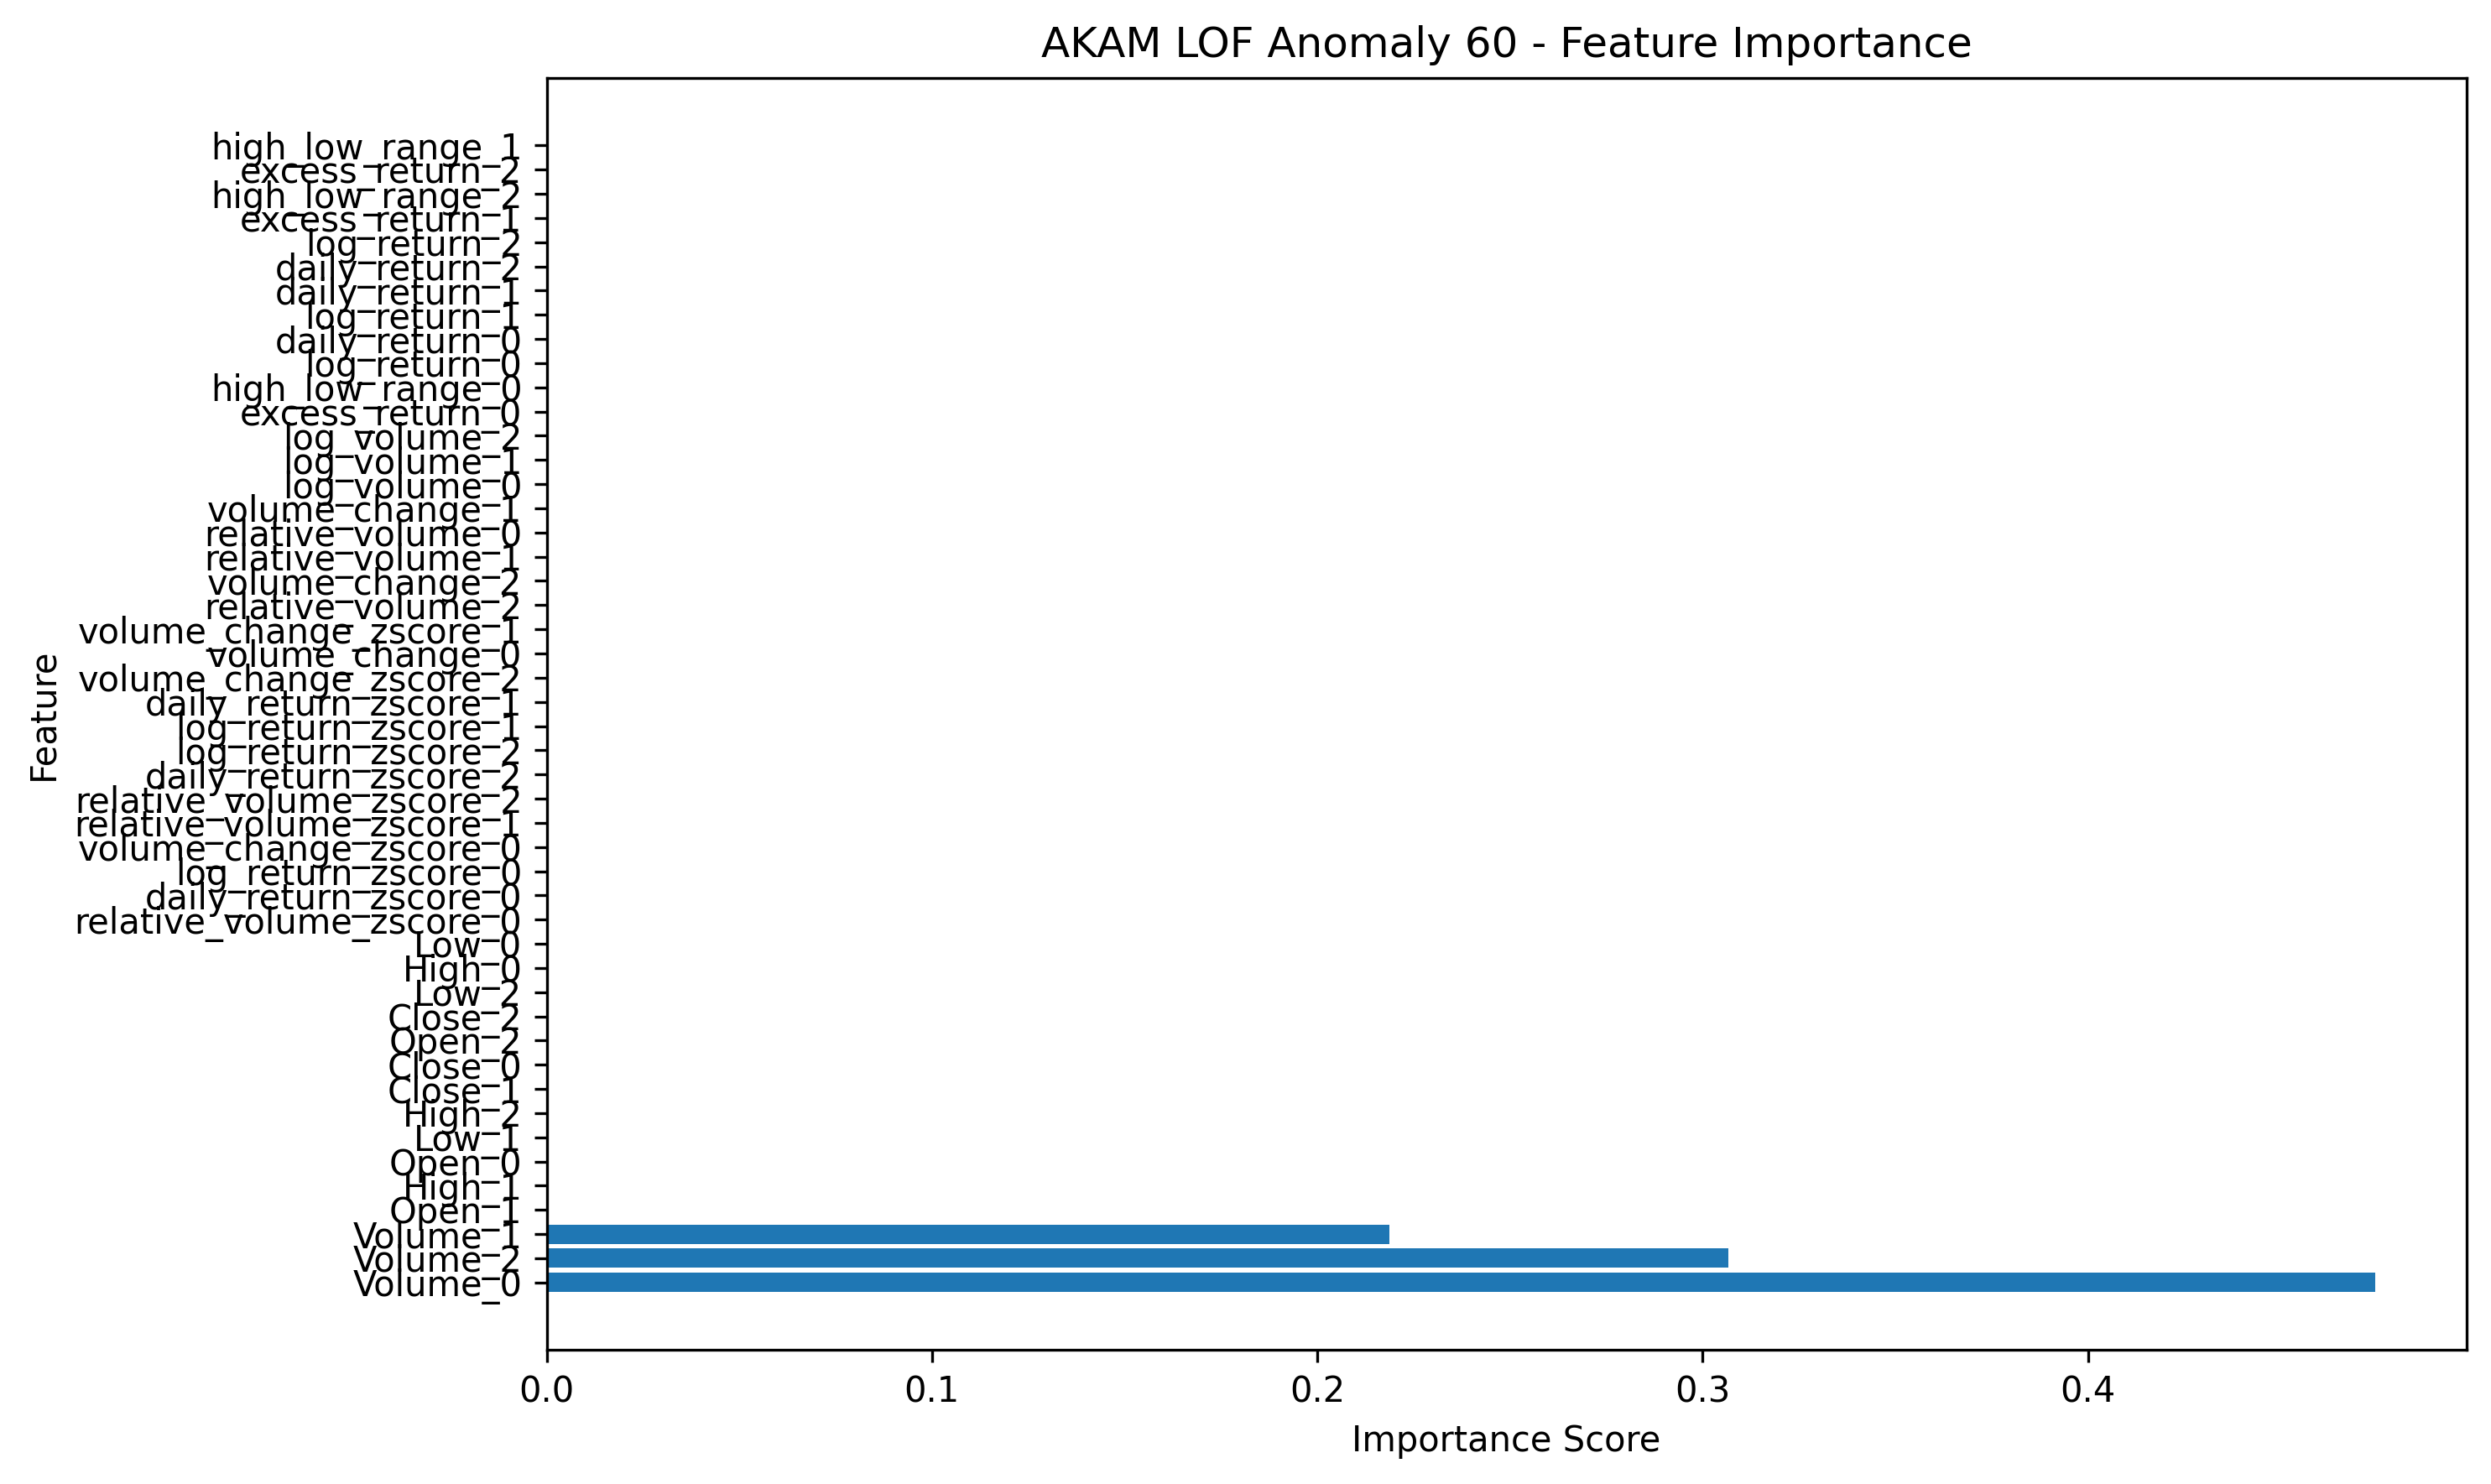 AKAM LOF Anomaly 60 - Feature Importance
high_low_range_1
excess_return_2
high_low_range_2
excess_return_1
log_return_2
daily_return_2
daily_return_1
log_return_1
daily_return_0
log_return_0
high_low_range_0
excess_return_0
log_volume_2
log_volume_1
log_volume_0
volume_change_1
relative_volume_0
relative_volume_1
volume_change_2
relative_volume_2
volume_change_zscore_1
volume_change_0
volume_change_zscore_2
daily_return_zscore_1
log_return_zscore_1
log_return_zscore_2
daily_return_zscore_2
relative_volume_zscore_2
relative_volume_zscore_1
volume_change_zscore_0
log_return_zscore_0
daily_return_zscore_0
relative_volume_zscore_0
Low_0
High_0
Low_2
Close_2
Open_2
Close_0
Close_1
High_2
Low_1
Open_0
High_1
Open_1
Volume_1
Volume_2
Volume_0
Feature
0.0 0.1 0.2 0.3 0.4
Importance Score